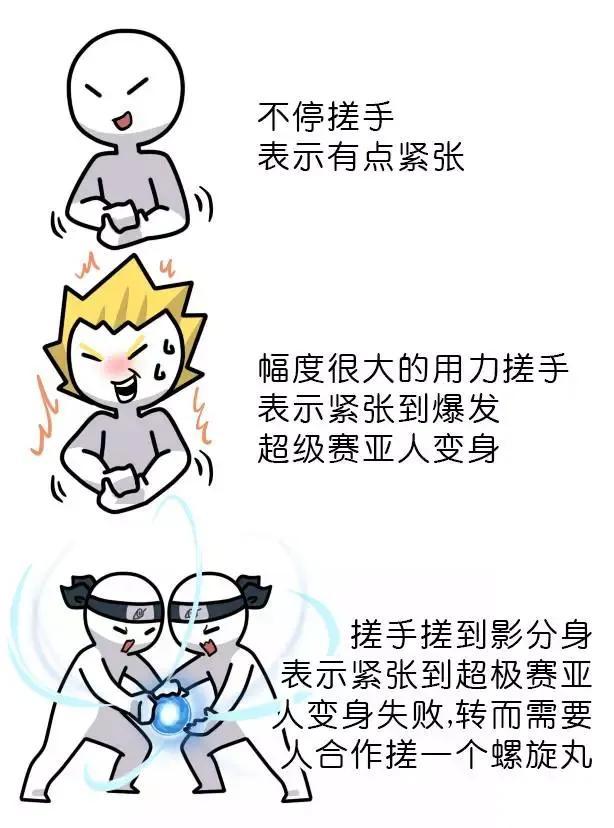 不停搓手
表示有点紧张
幅度很大的用力搓手
表示紧张到爆发
超级赛亚人变身
搓手搓到影分身
表示紧张到超极赛亚
人变身失败,转而需要
人合作搓一个螺旋丸